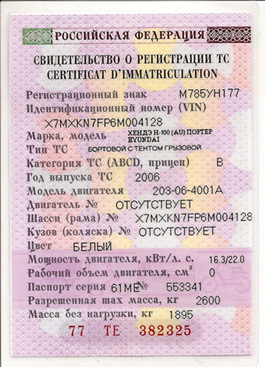 РОССИЙСКАЯ ФЕДЕРАЦИЯ
СВИДЕТЕЛЬСТВО О РЕГИСТРАЦИИ ТС
CERTIFICAT D'IMMATRICULATION
Регистрационный знак М785УН177
Идентификационный номер (VIN)
X7MXKN7FP6M004128
Марка, модель ХЕНДЭ H-100 (AU) ПОРТЕР
HYUNDAI
Тип ТС БОРТОВОЙ С ТЕНТОМ ГРУЗОВОЙ
Категория ТС (ABCD, прицеп) B
Год выпуска ТС 2006
Модель двигателя 203-06-4001A
Двигатель № ОТСУТСТВУЕТ
Шасси (рама) № X7MXKN7FP6M004128
Кузов (коляска) № ОТСУТСТВУЕТ
Цвет БЕЛЫЙ
Мощность двигателя, кВт/л. с. 16.3/22.0
Рабочий объем двигателя, см³ 0
Паспорт серия 61МЕ № 553341
Разрешенная max масса, кг 2600
Масса без нагрузки, кг 1895
77 ТЕ 382325